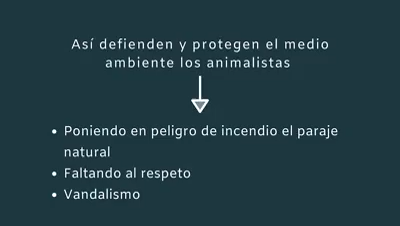 Así defienden y protegen el medio
ambiente los animalistas
• Poniendo en peligro de incendio el paraje
natural
• Faltando al respeto
• Vandalismo